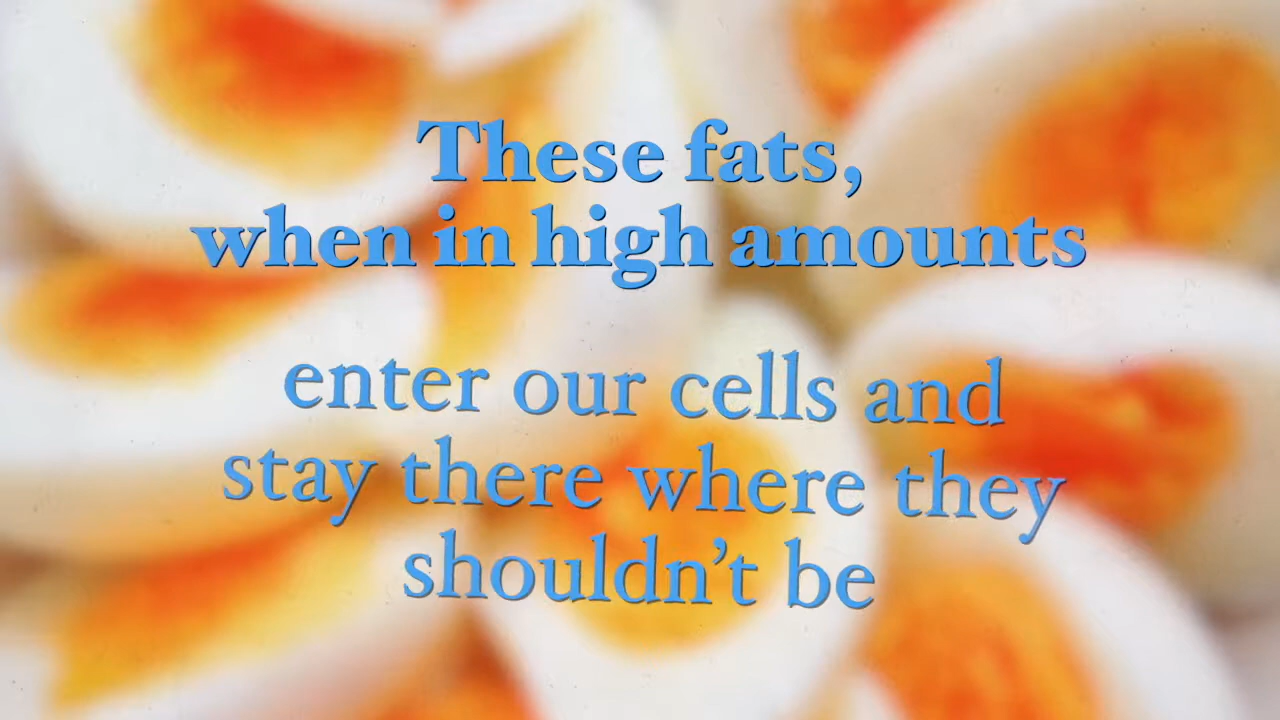 These fats,
when in high amounts
enter our cells and
stay there where they
shouldn’t be